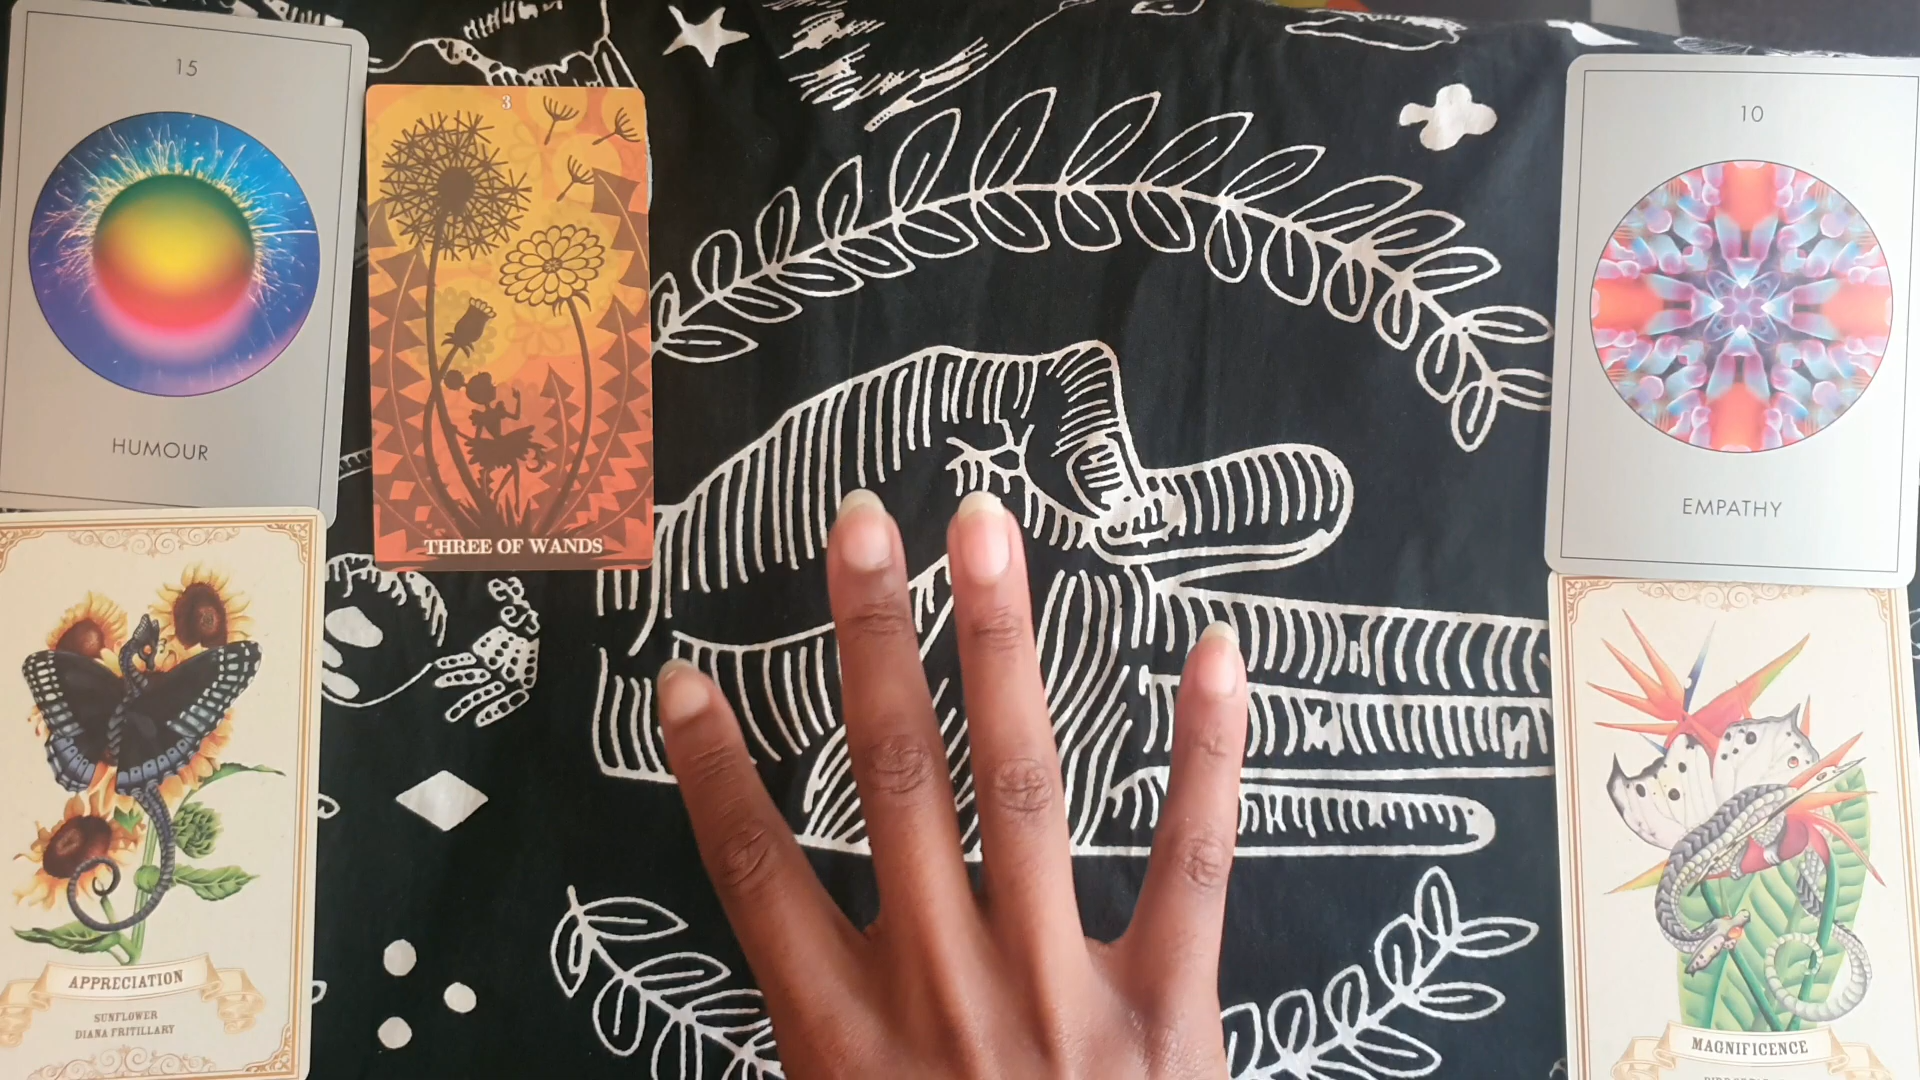 15
HUMOUR
3
THREE OF WANDS
10
EMPATHY
APPRECIATION
SUNFLOWER
DIANA FRITILLARY
MAGNIFICENCE